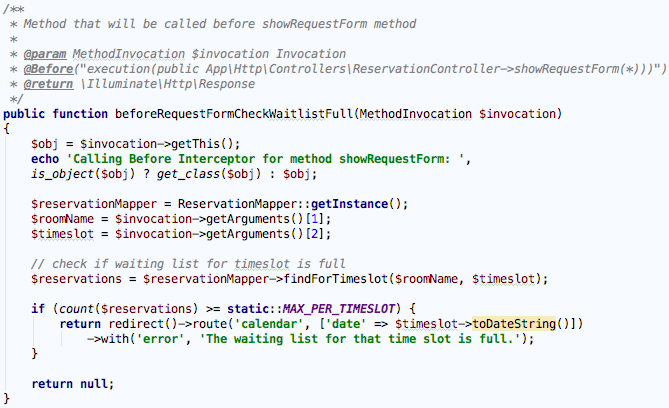 /**
 * Method that will be called before showRequestForm method
 *
 * @param MethodInvocation $invocation Invocation
 * @Before("execution(public App\Http\Controllers\ReservationController->showRequestForm(*)))")
 * @return \Illuminate\Http\Response
 */
public function beforeRequestFormCheckWaitlistFull(MethodInvocation $invocation)
{
    $obj = $invocation->getThis();
    echo 'Calling Before Interceptor for method showRequestForm: ',
    is_object($obj) ? get_class($obj) : $obj;

    $reservationMapper = ReservationMapper::getInstance();
    $roomName = $invocation->getArguments()[1];
    $timeslot = $invocation->getArguments()[2];

    // check if waiting list for timeslot is full
    $reservations = $reservationMapper->findForTimeslot($roomName, $timeslot);

    if (count($reservations) >= static::MAX_PER_TIMESLOT) {
        return redirect()->route('calendar', ['date' => $timeslot->toDateString()])
            ->with('error', 'The waiting list for that time slot is full.');
    }

    return null;
}